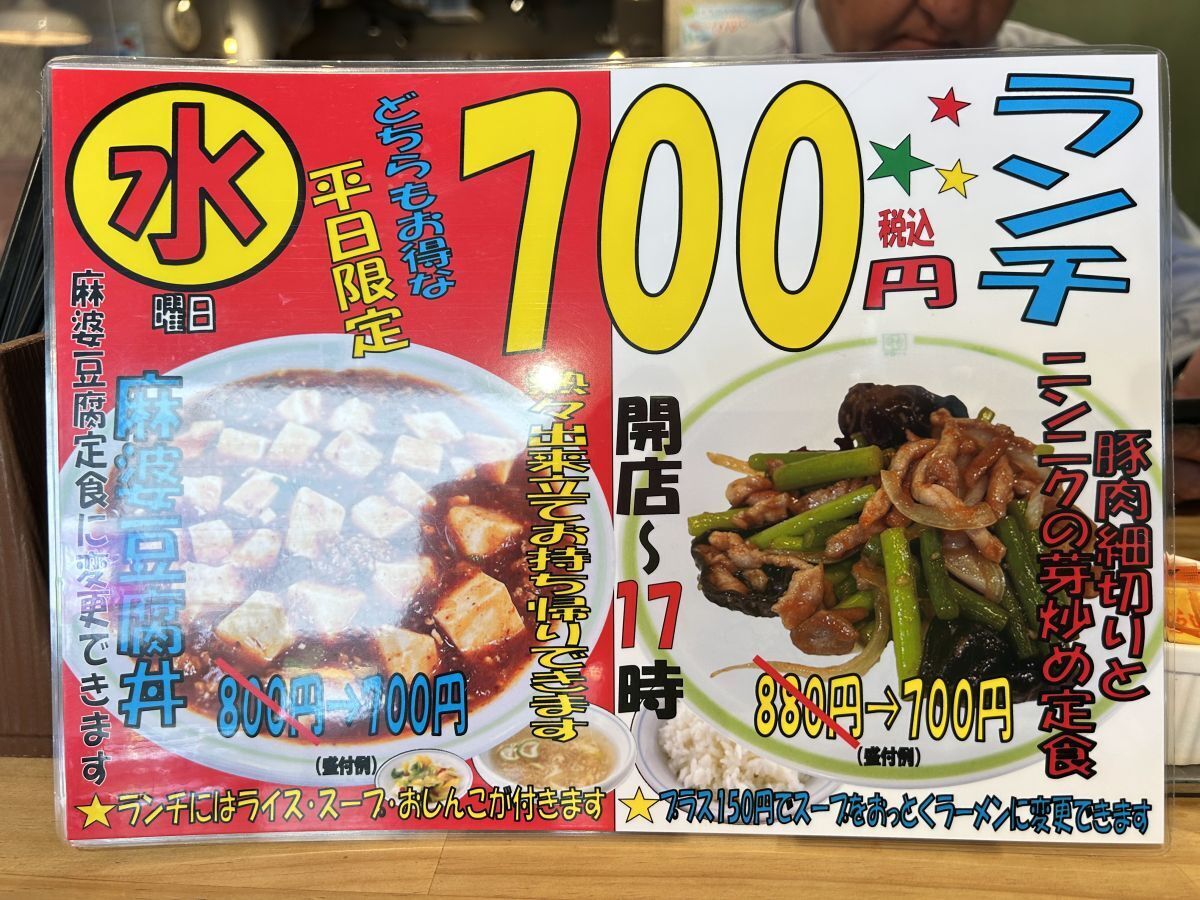 水
曜日
平日限定
どちらもお得な
700
税込
円
ランチ
麻婆豆腐定食に変更できます
麻婆豆腐丼
熱々出来立てお持ち帰りできます
開店~17時
豚肉細切りと
ニンニクの芽炒め定食
800円→700円
(盛付例)
880円→700円
(盛付例)
★ランチにはライス・スープ・おしんこが付きます
★プラス150円でスープをおっとくラーメンに変更できます